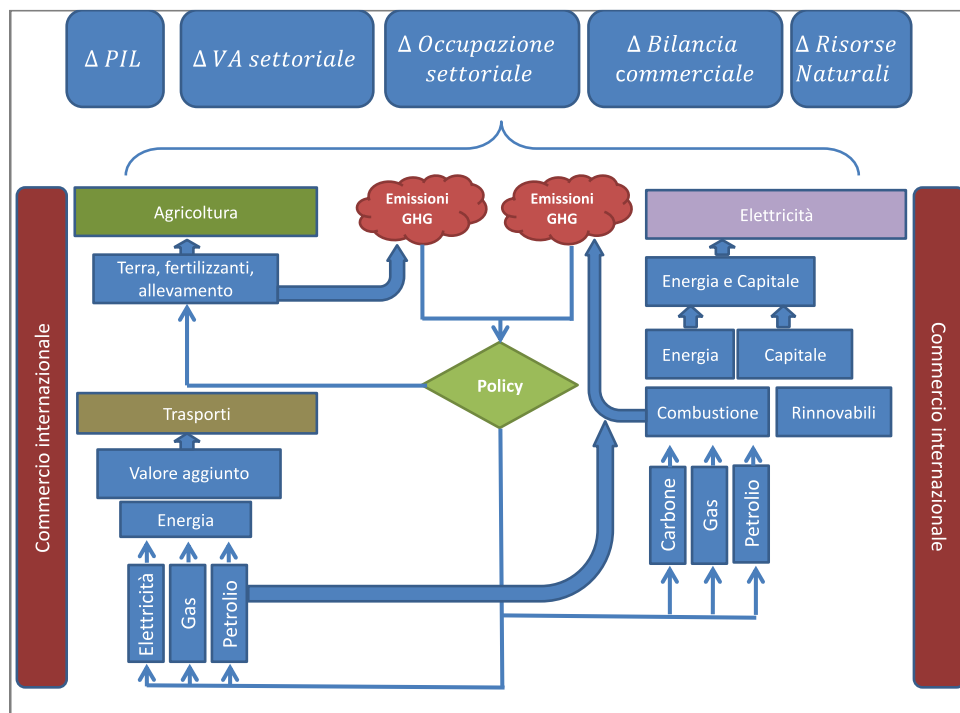 Δ PIL
Δ VA settoriale
Δ Occupazione
settoriale
Δ Bilancia
commerciale
Δ Risorse
Naturali
Commercio internazionale
Agricoltura
Terra, fertilizzanti,
allevamento
Emissioni
GHG
Emissioni
GHG
Elettricità
Energia e Capitale
Energia
Capitale
Policy
Trasporti
Valore aggiunto
Energia
Elettricità
Gas
Petrolio
Combustione
Rinnovabili
Carbone
Gas
Petrolio
Commercio internazionale